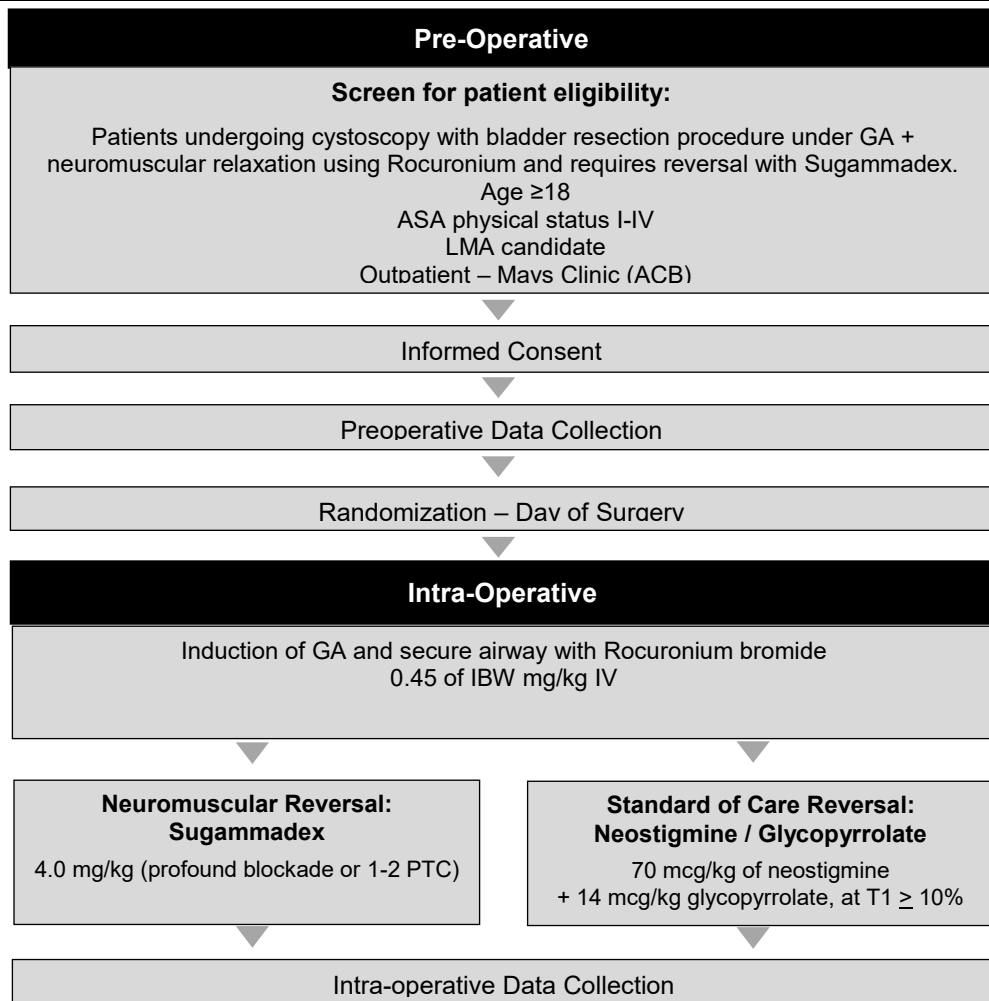 Pre-Operative
Screen for patient eligibility:
Patients undergoing cystoscopy with bladder resection procedure under GA +
neuromuscular relaxation using Rocuronium and requires reversal with Sugammadex.
Age ≥18
ASA physical status I-IV
LMA candidate
Outpatient – Mays Clinic (ACB)
Informed Consent
Preoperative Data Collection
Randomization – Day of Surgery
Intra-Operative
Induction of GA and secure airway with Rocuronium bromide
0.45 of IBW mg/kg IV
Neuromuscular Reversal:
Sugammadex
4.0 mg/kg (profound blockade or 1-2 PTC)
Standard of Care Reversal:
Neostigmine / Glycopyrrolate
70 mcg/kg of neostigmine
+ 14 mcg/kg glycopyrrolate, at T1 ≥ 10%
Intra-operative Data Collection